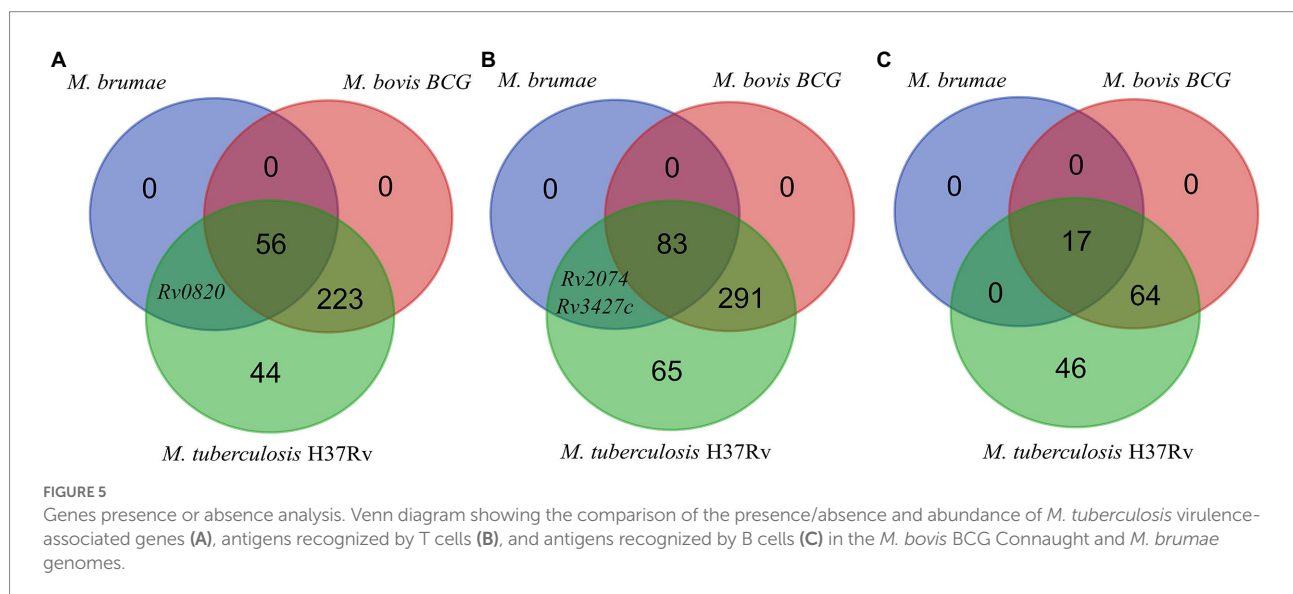 A
M. brumae
M. bovis BCG
0
0
0
56
Rv0820
223
44
M. tuberculosis H37Rv
B
M. brumae
M. bovis BCG
0
0
0
83
Rv2074
Rv3427c
291
65
M. tuberculosis H37Rv
C
M. brumae
M. bovis BCG
0
0
0
17
0
64
46
M. tuberculosis H37Rv
FIGURE 5
Genes presence or absence analysis. Venn diagram showing the comparison of the presence/absence and abundance of M. tuberculosis virulence-
associated genes (A), antigens recognized by T cells (B), and antigens recognized by B cells (C) in the M. bovis BCG Connaught and M. brumae
genomes.